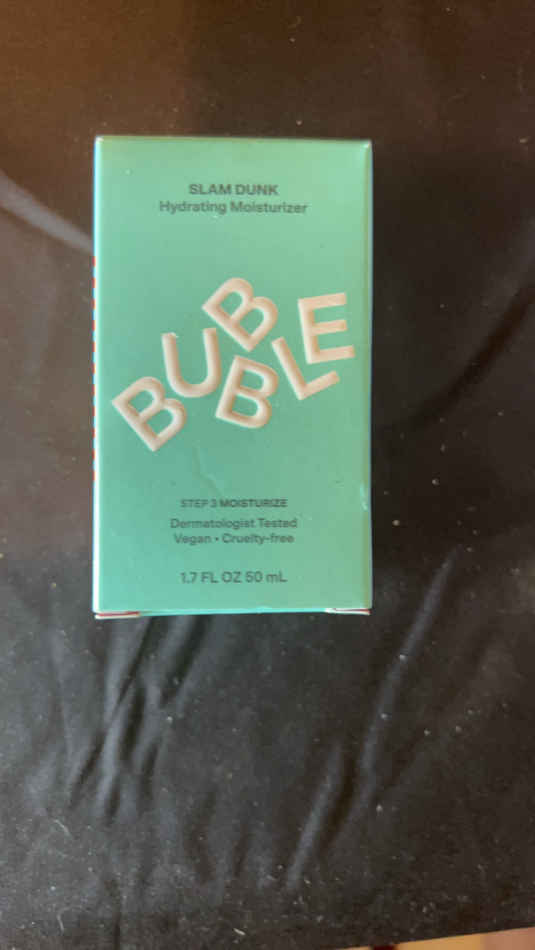 SLAM DUNK
Hydrating Moisturizer
BUBBLE
STEP 3 MOISTURIZE
Dermatologist Tested
Vegan • Cruelty-free
1.7 FL OZ 50 mL